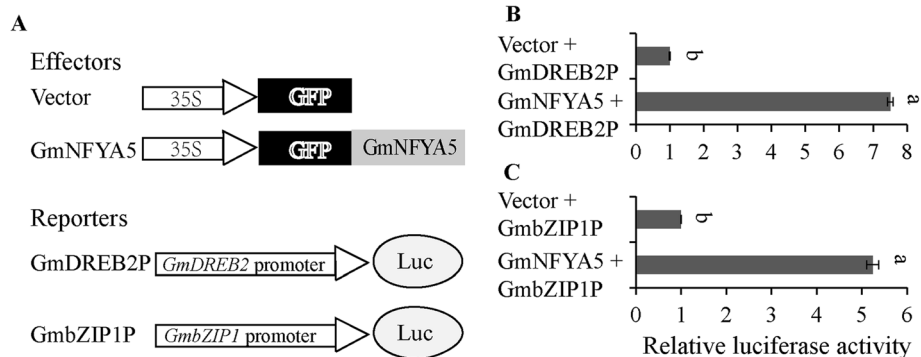 A
Effectors
Vector
35S
GFP
GmNFYA5
35S
GFP
GmNFYA5
Reporters
GmDREB2P
GmDREB2 promoter
Luc
GmbZIP1P
GmbZIP1 promoter
Luc
B
Vector +
GmDREB2P
b
GmNFYA5 +
GmDREB2P
a
0 1 2 3 4 5 6 7 8
C
Vector +
GmbZIP1P
b
GmNFYA5 +
GmbZIP1P
a
0 1 2 3 4 5 6
Relative luciferase activity